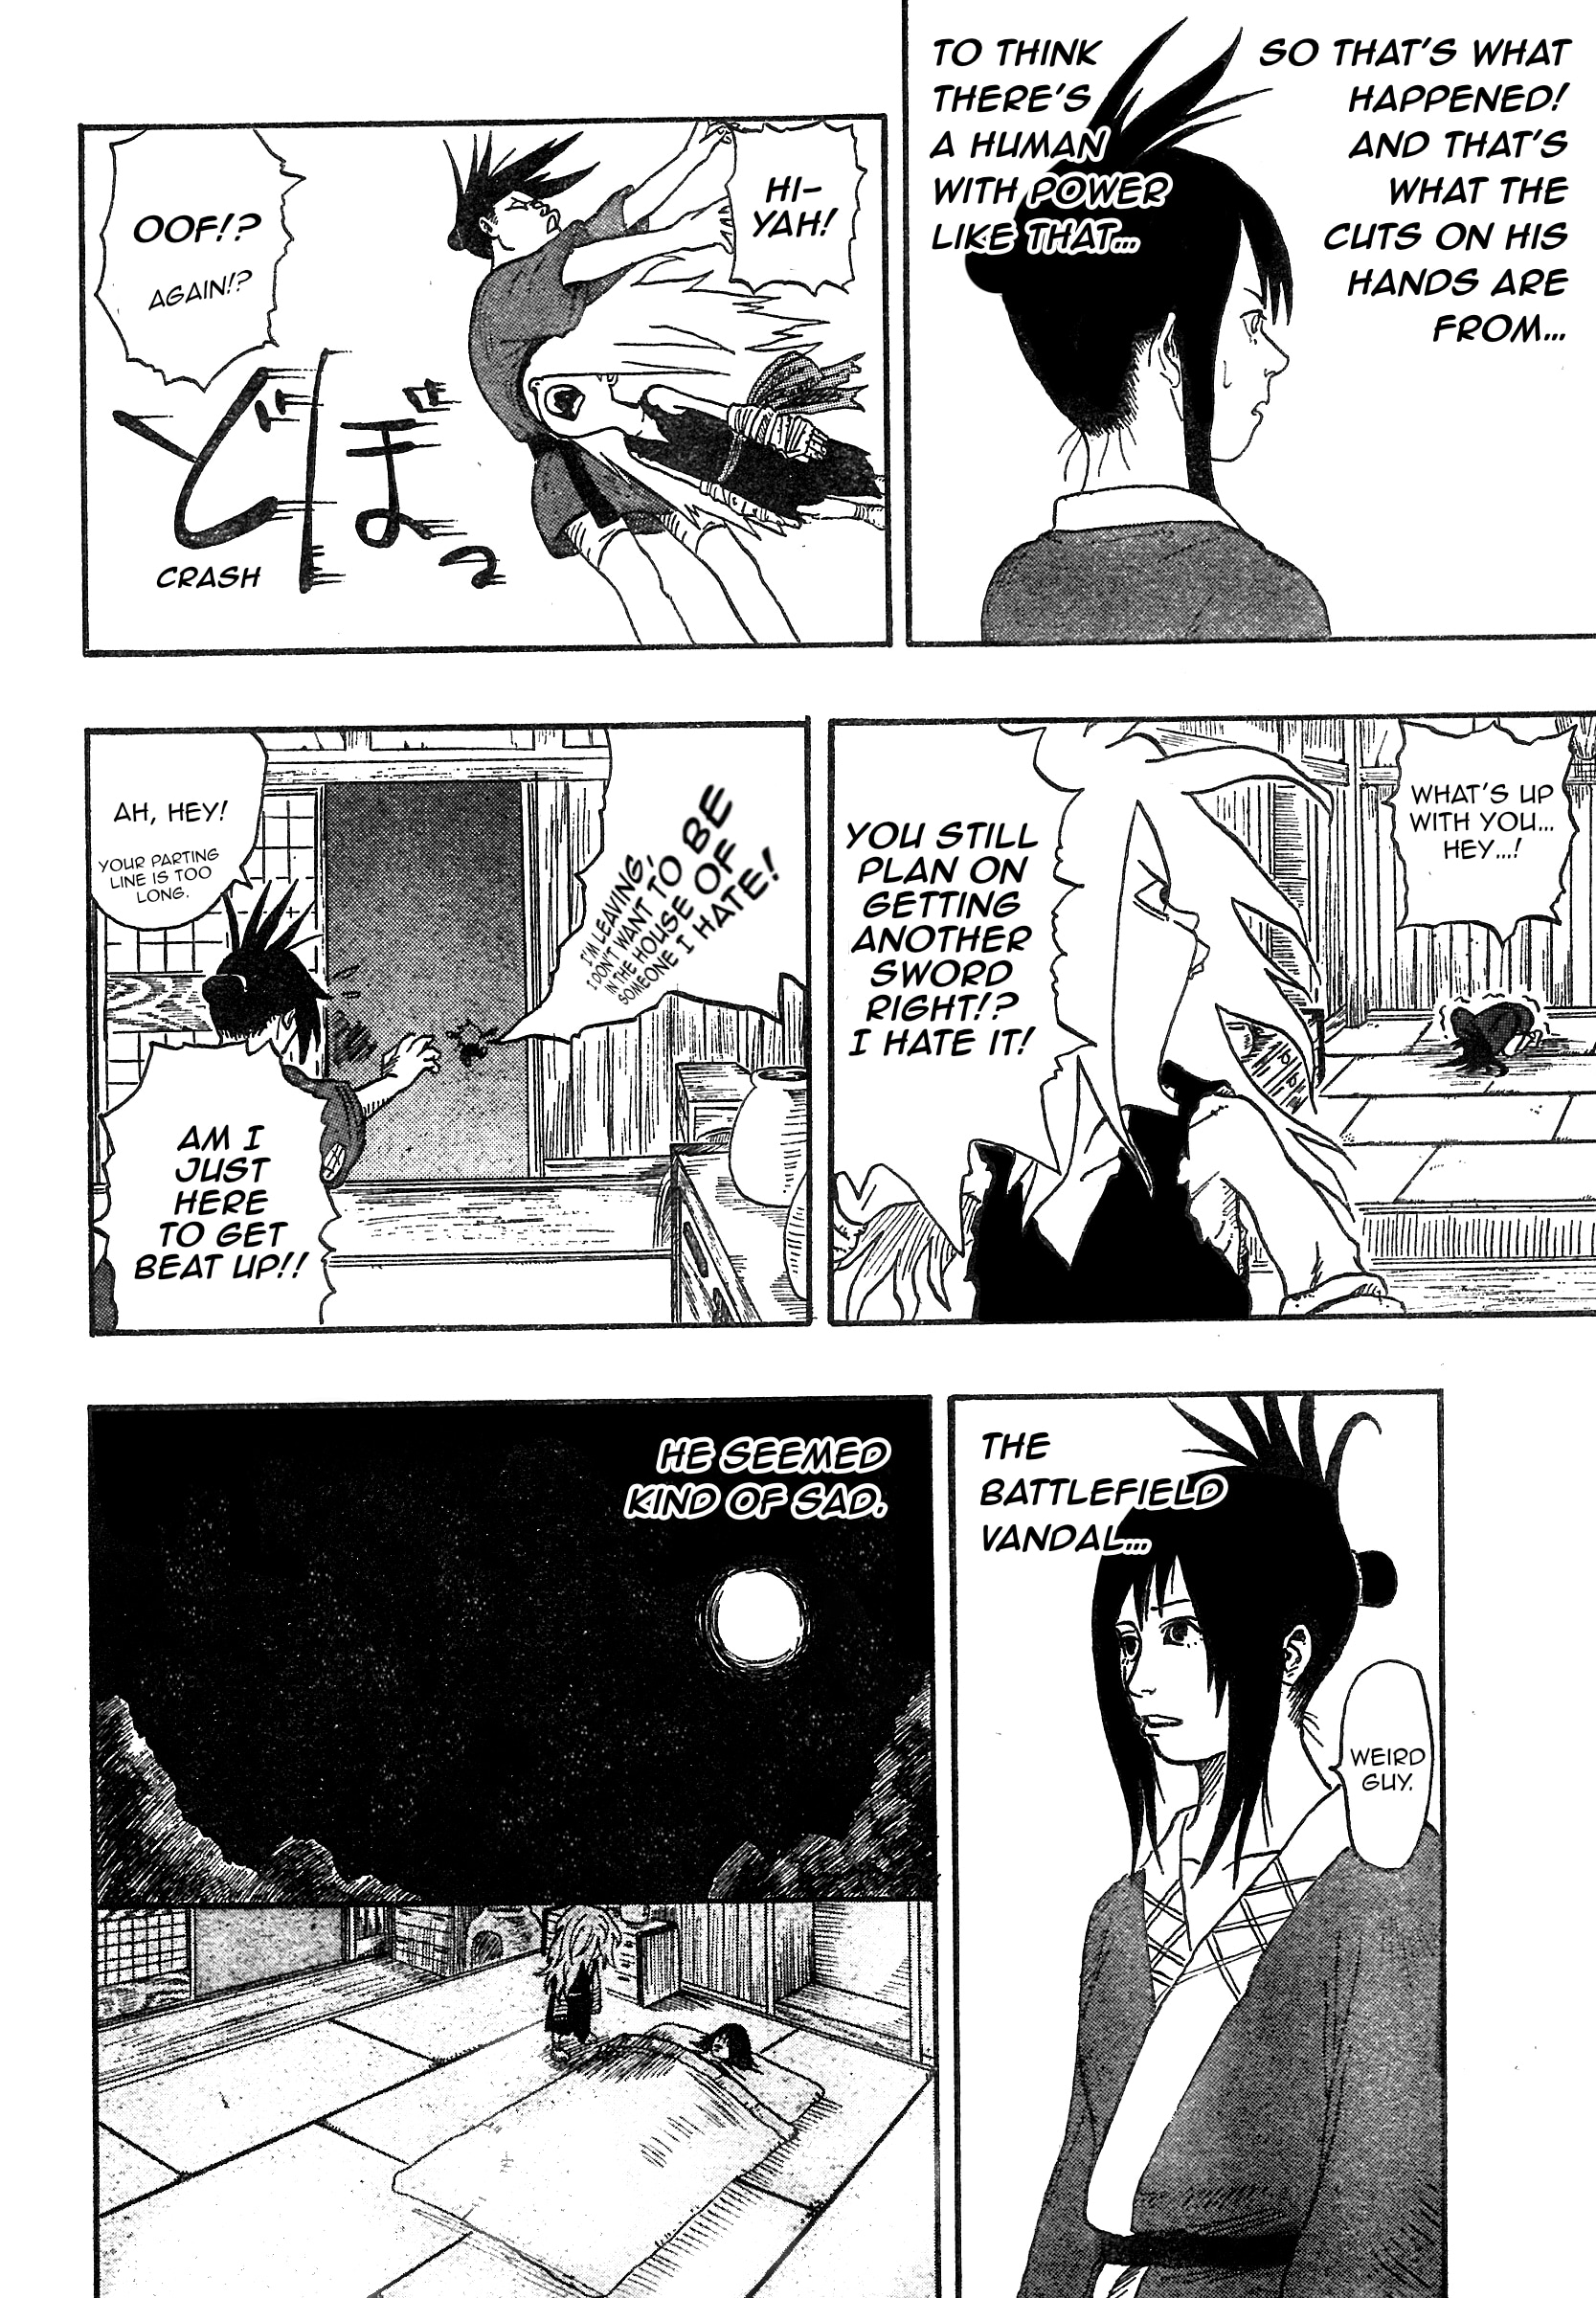 SO THAT'S WHAT
HAPPENED!
AND THAT'S
WHAT THE
CUTS ON HIS
HANDS ARE
FROM...
TO THINK
THERE'S
A HUMAN
WITH POWER
LIKE THAT...
HI-
YAH!
OOF!?
AGAIN!?
どぼっ
CRASH
WHAT'S UP
WITH YOU...
HEY...!
YOU STILL
PLAN ON
GETTING
ANOTHER
SWORD
RIGHT!?
I HATE IT!
I'M LEAVING,
I DON'T WANT TO BE
IN THE HOUSE OF
SOMEONE I HATE!
AH, HEY!
YOUR PARTING
LINE IS TOO
LONG.
AM I
JUST
HERE
TO GET
BEAT UP!!
THE
BATTLEFIELD
VANDAL...
WEIRD
GUY.
HE SEEMED
KIND OF SAD.